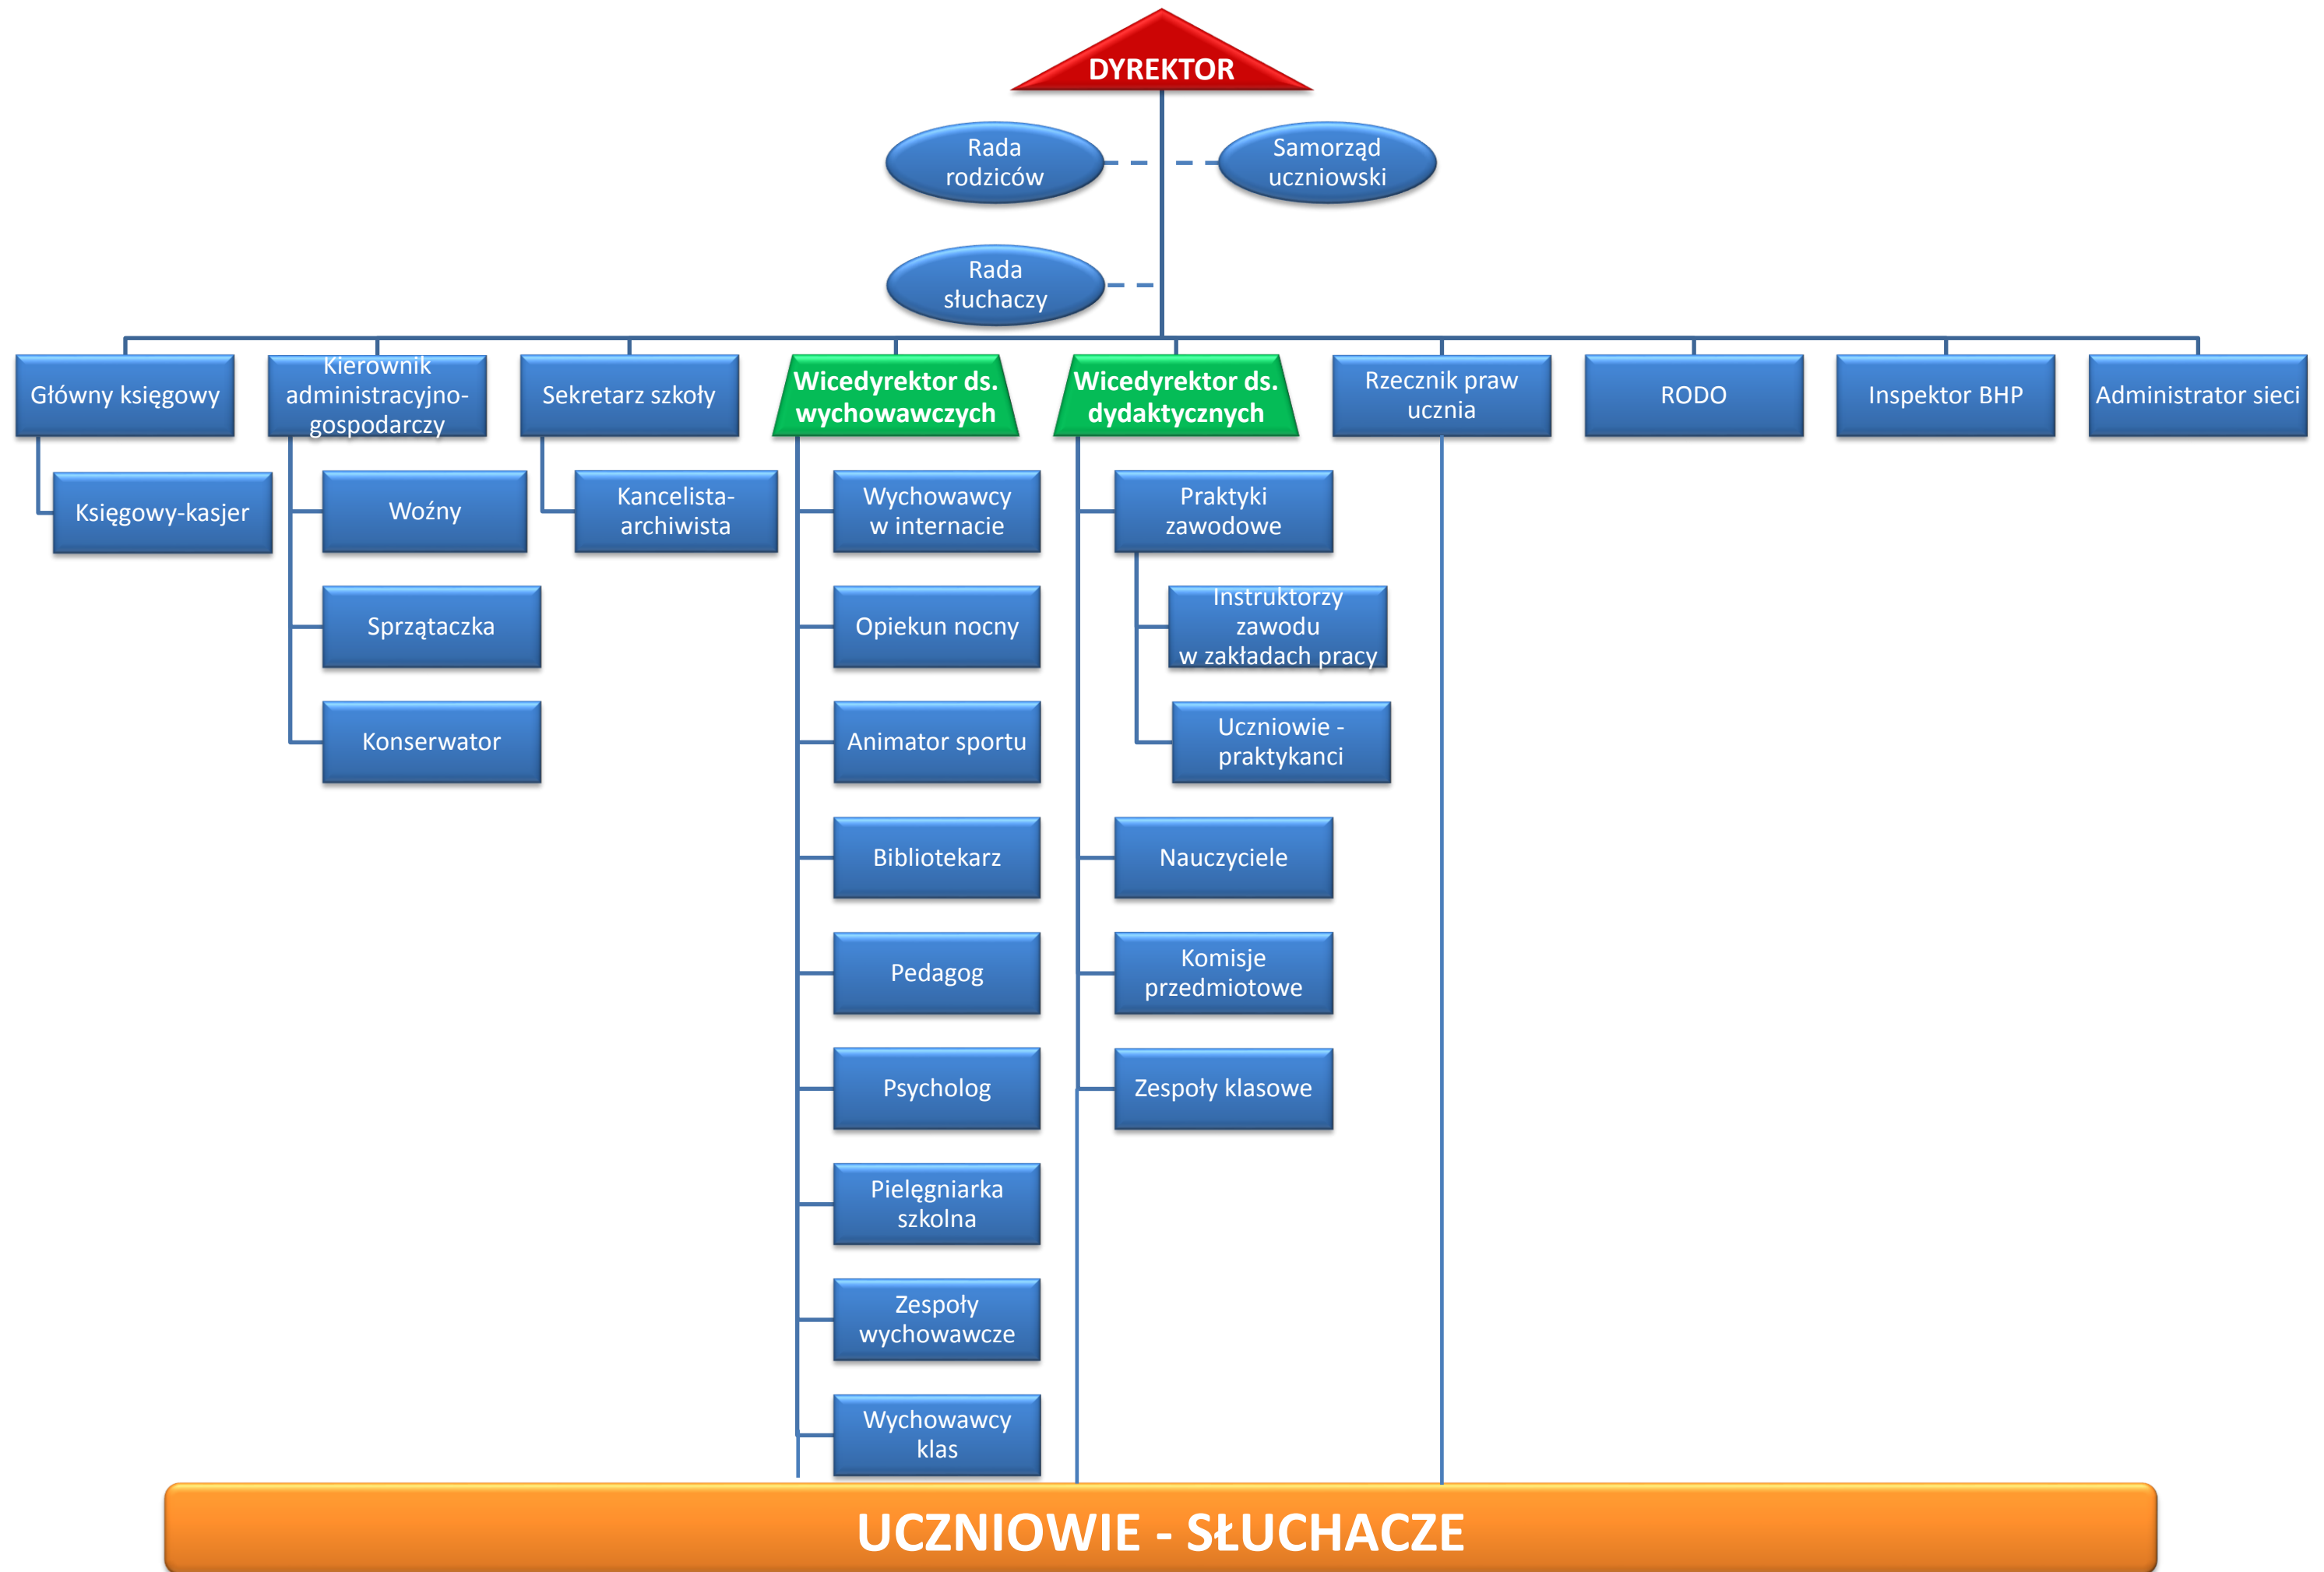 DYREKTOR
Rada
rodziców
Samorząd
uczniowski
Rada
słuchaczy
Główny księgowy
Kierownik
administracyjno-
gospodarczy
Sekretarz szkoły
Wicedyrektor ds.
wychowawczych
Wicedyrektor ds.
dydaktycznych
Rzecznik praw
ucznia
RODO
Inspektor BHP
Administrator sieci
Księgowy-kasjer
Woźny
Sprzątaczka
Konserwator
Kancelista-
archiwista
Wychowawcy
w internacie
Opiekun nocny
Animator sportu
Bibliotekarz
Pedagog
Psycholog
Pielęgniarka
szkolna
Zespoły
wychowawcze
Wychowawcy
klas
Praktyki
zawodowe
Instruktorzy
zawodu
w zakładach pracy
Uczniowie -
praktykanci
Nauczyciele
Komisje
przedmiotowe
Zespoły klasowe
UCZNIOWIE - SŁUCHACZE